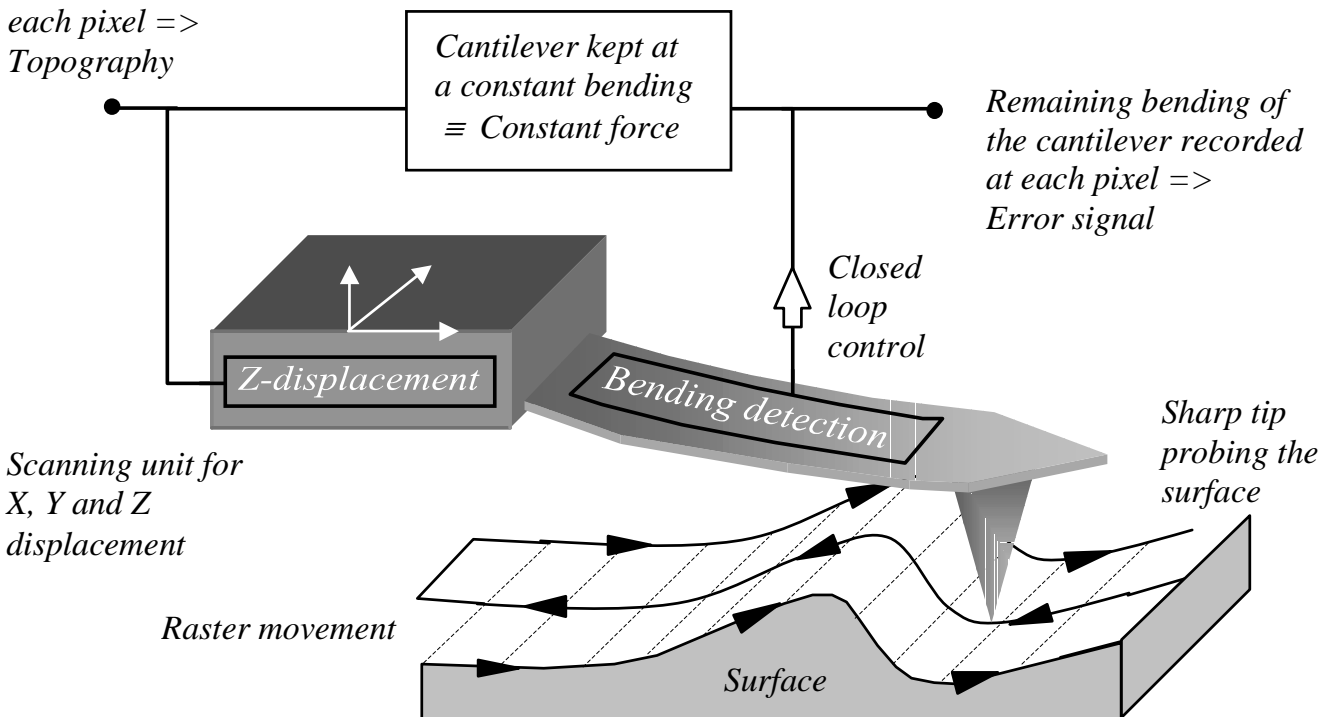 each pixel =>
Topography
Cantilever kept at
a constant bending
≡ Constant force
Remaining bending of
the cantilever recorded
at each pixel =>
Error signal
Closed
loop
control
Z-displacement
Bending detection
Sharp tip
probing the
surface
Scanning unit for
X, Y and Z
displacement
Raster movement
Surface